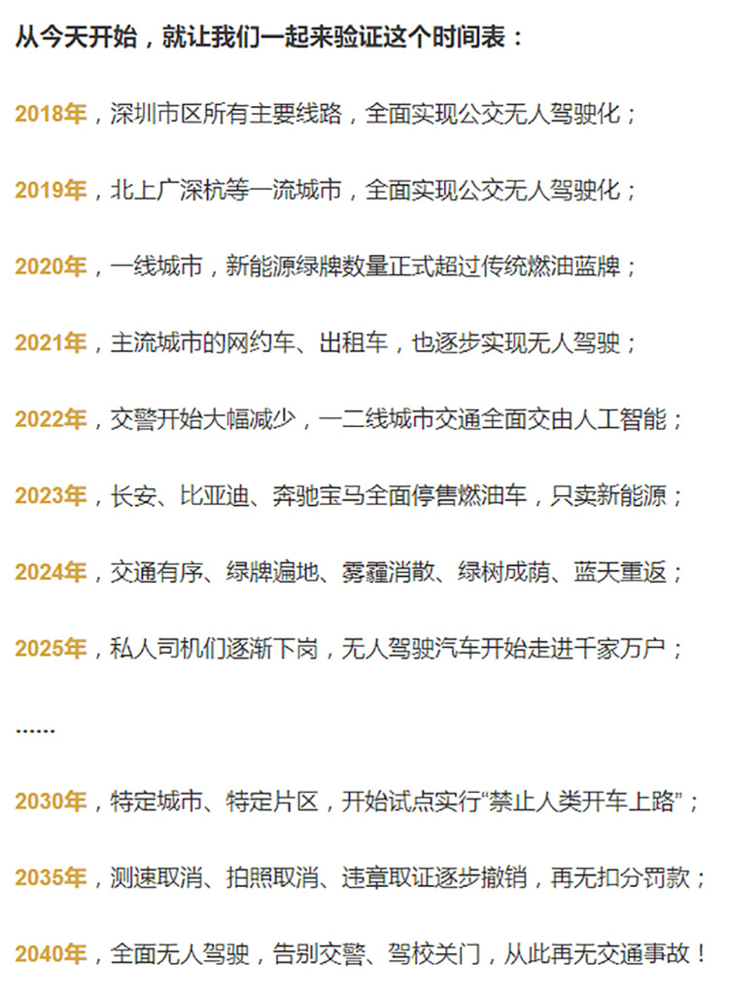 从今天开始，就让我们一起来验证这个时间表：
2018年，深圳市区所有主要线路，全面实现公交无人驾驶化；
2019年，北上广深杭等一流城市，全面实现公交无人驾驶化；
2020年，一线城市，新能源绿牌数量正式超过传统燃油蓝牌；
2021年，主流城市的网约车、出租车，也逐步实现无人驾驶；
2022年，交警开始大幅减少，一二线城市交通全面交由人工智能；
2023年，长安、比亚迪、奔驰宝马全面停售燃油车，只卖新能源；
2024年，交通有序、绿牌遍地、雾霾消散、绿树成荫、蓝天重返；
2025年，私人司机们逐渐下岗，无人驾驶汽车开始走进千家万户；
......
2030年，特定城市、特定片区，开始试点实行“禁止人类开车上路”；
2035年，测速取消、拍照取消、违章取证逐步撤销，再无扣分罚款；
2040年，全面无人驾驶，告别交警、驾校关门，从此再无交通事故！